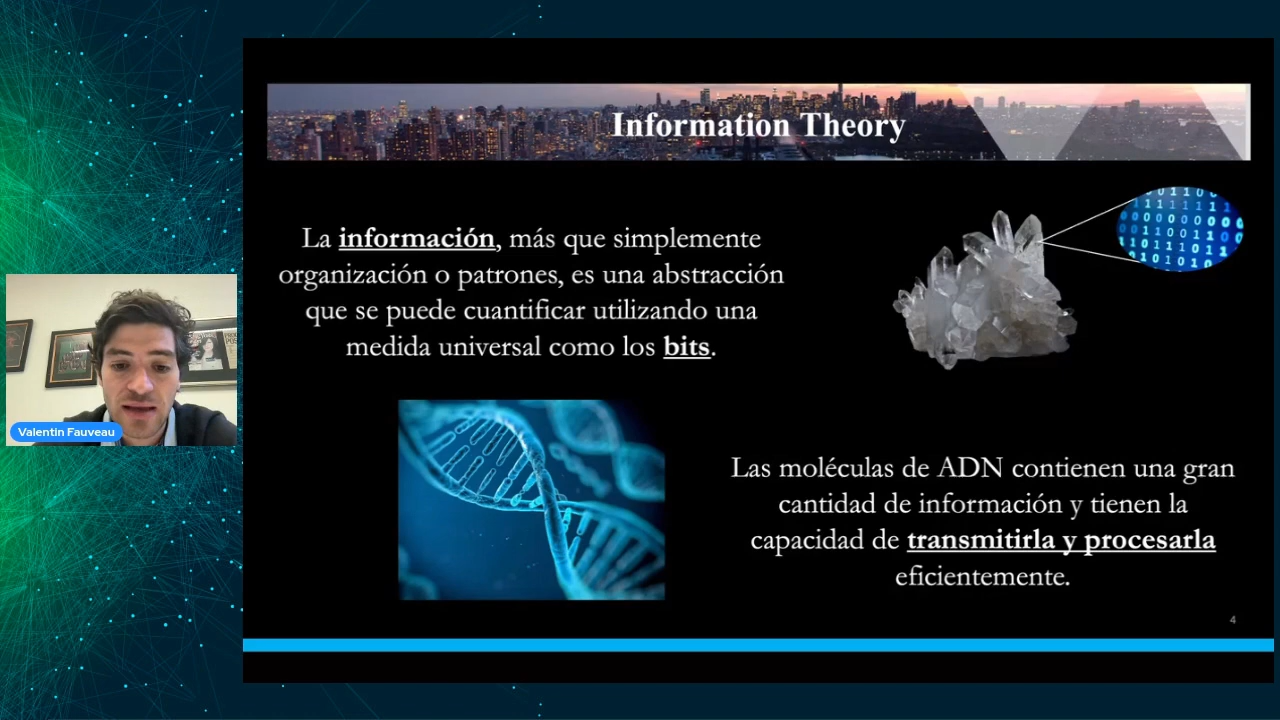 Information Theory
La información, más que simplemente
organización o patrones, es una abstracción
que se puede cuantificar utilizando una
medida universal como los bits.
Las moléculas de ADN contienen una gran
cantidad de información y tienen la
capacidad de transmitirla y procesarla
eficientemente.
4
Valentin Fauveau